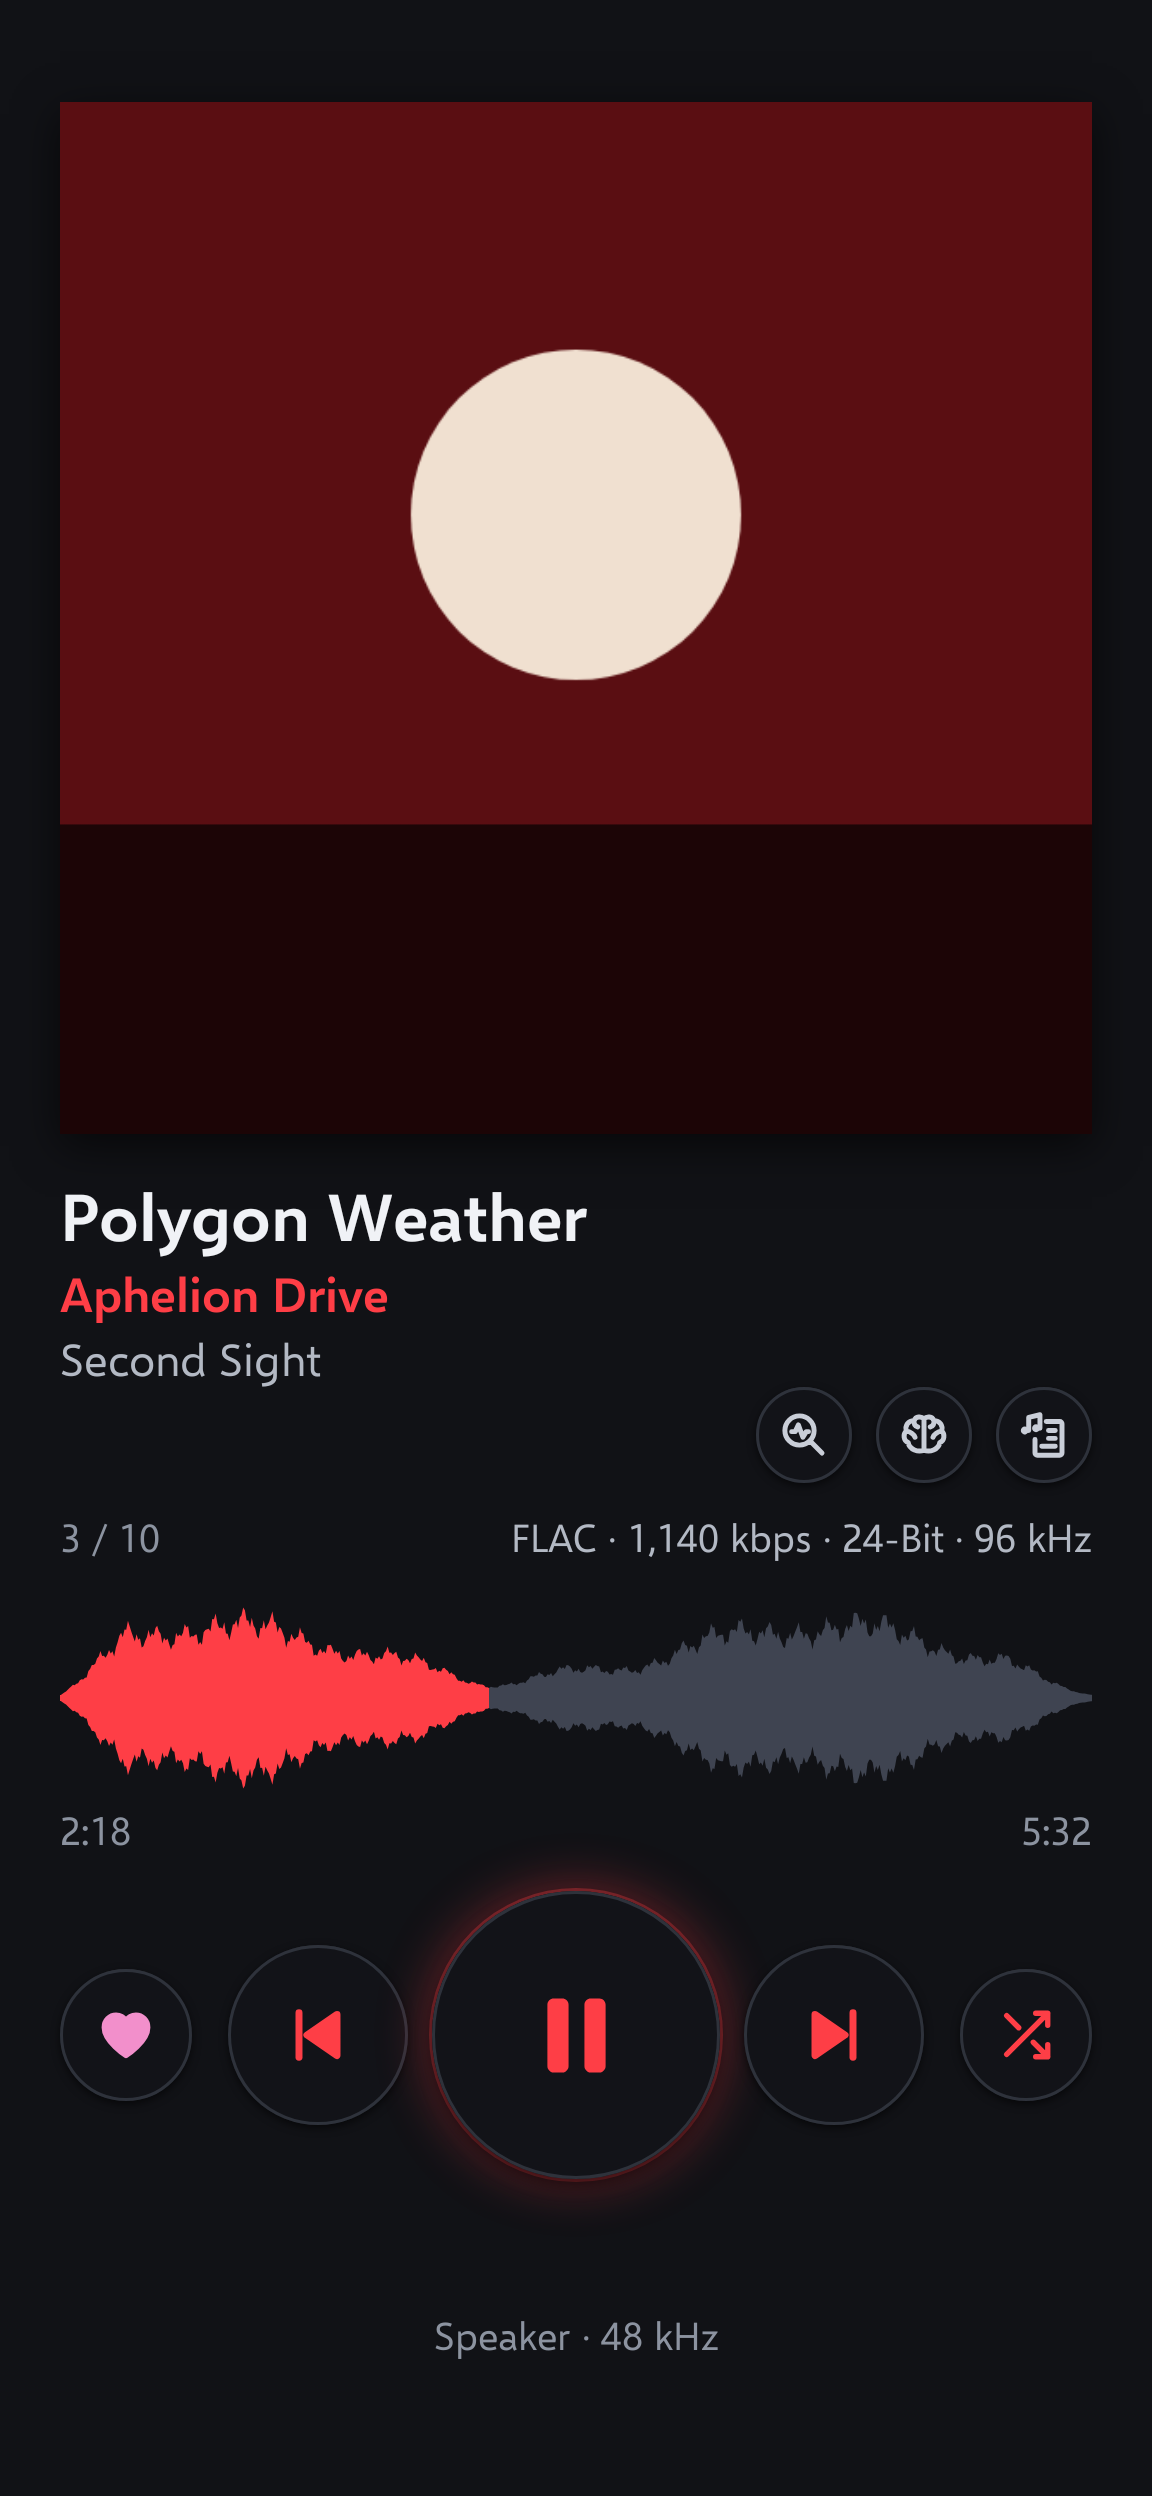 Polygon Weather
Aphelion Drive
Second Sight
3 / 10
FLAC · 1,140 kbps · 24-Bit · 96 kHz
2:18
5:32
Speaker · 48 kHz